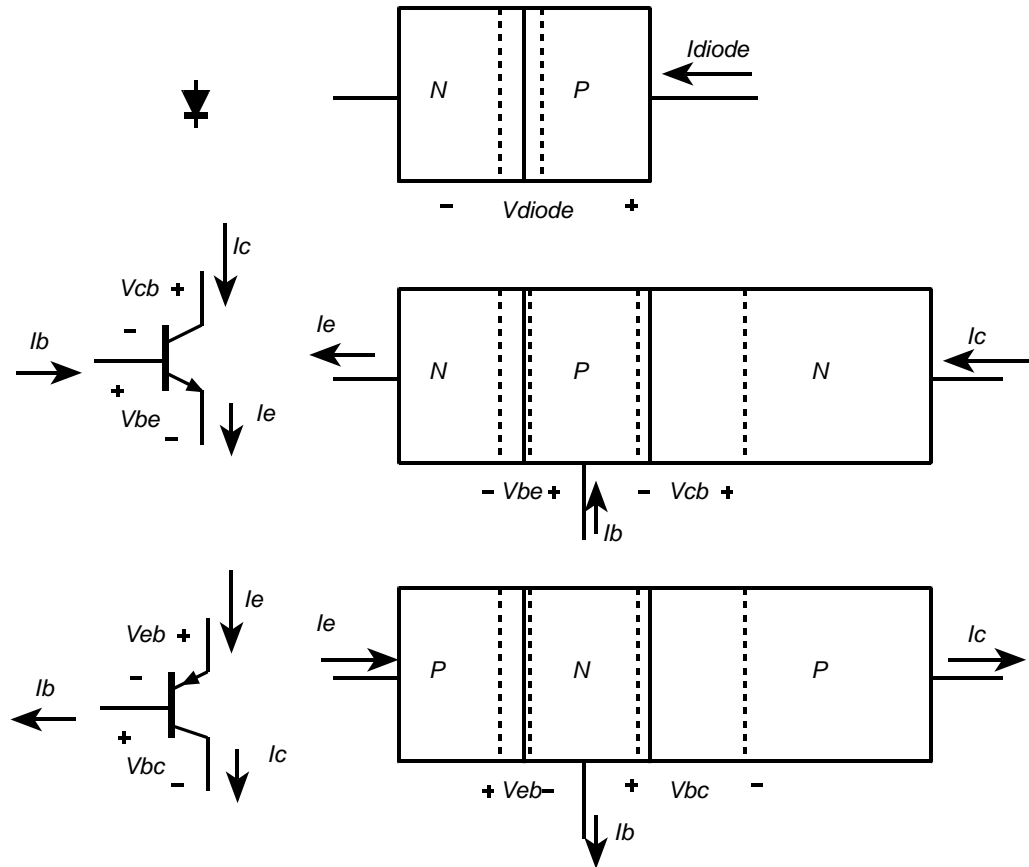 Idiode
N P
- Vdiode +
Ic
Vcb +
-
Ib
+
Vbe
-
Ie
Ie
N P N
Ic
- Vbe + - Vcb +
Ib
Ie
Veb +
-
Ib
+
Vbc
-
Ic
Ie
P N P
Ic
+ Veb - + Vbc -
Ib